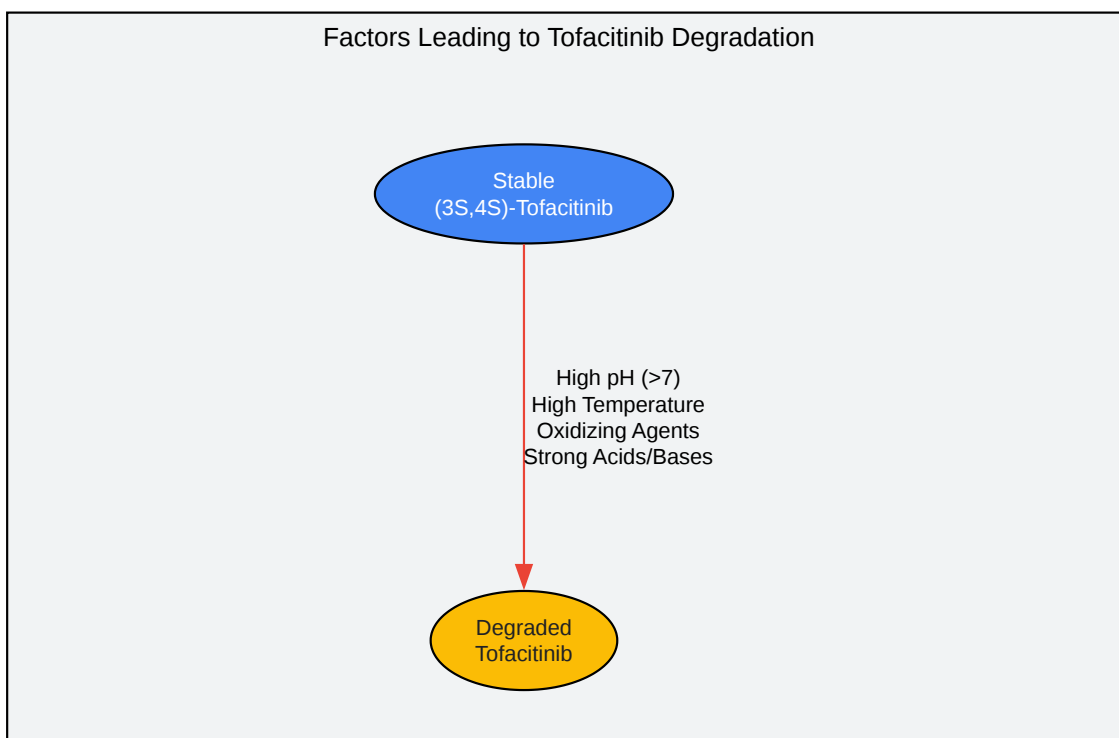 Factors Leading to Tofacitinib Degradation
Stable
(3S,4S)-Tofacitinib
High pH (>7)
High Temperature
Oxidizing Agents
Strong Acids/Bases
Degraded
Tofacitinib